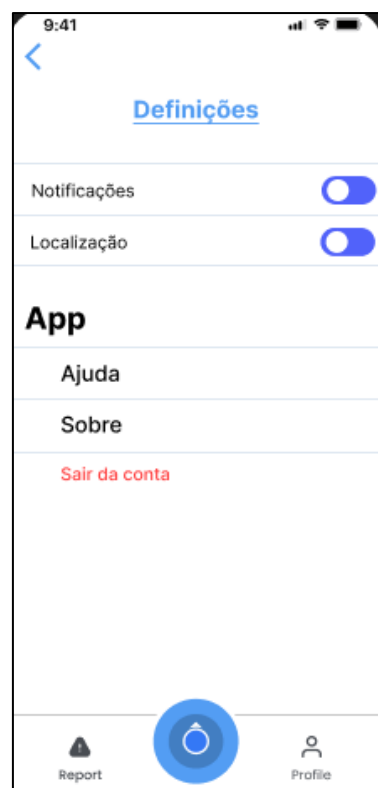 9:41
Definições
Notificações
Localização
App
Ajuda
Sobre
Sair da conta
Report
Profile